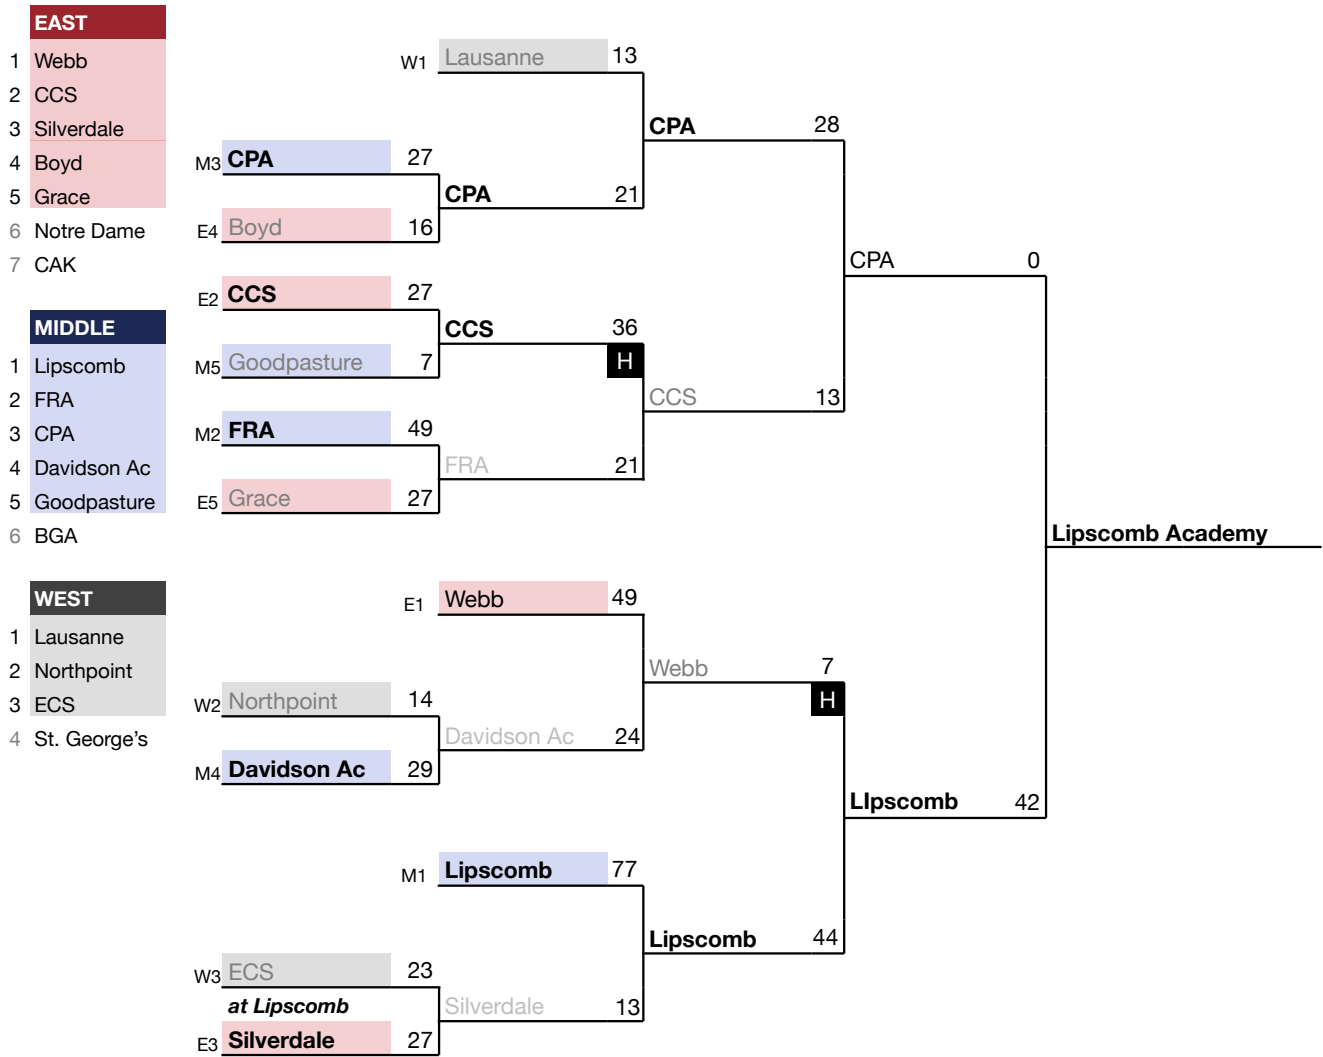 EAST
1 Webb
2 CCS
3 Silverdale
4 Boyd
5 Grace
6 Notre Dame
7 CAK
MIDDLE
1 Lipscomb
2 FRA
3 CPA
4 Davidson Ac
5 Goodpasture
6 BGA
WEST
1 Lausanne
2 Northpoint
3 ECS
4 St. George's
M3 CPA 27
E4 Boyd 16
E2 CCS 27
M5 Goodpasture 7
M2 FRA 49
E5 Grace 27
W2 Northpoint 14
M4 Davidson Ac 29
W3 ECS 23
at Lipscomb
E3 Silverdale 27
W1 Lausanne 13
CPA 21
CCS 36
H
FRA 21
E1 Webb 49
Davidson Ac 24
M1 Lipscomb 77
Silverdale 13
CPA 28
CCS 13
Webb 7
H
Lipscomb 44
CPA 0
LIpscomb 42
Lipscomb Academy